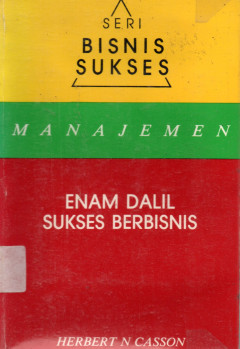 SERI
BISNIS
SUKSES
MANAJEMEN
ENAM DALIL
SUKSES BERBISNIS
HERBERT N CASSON